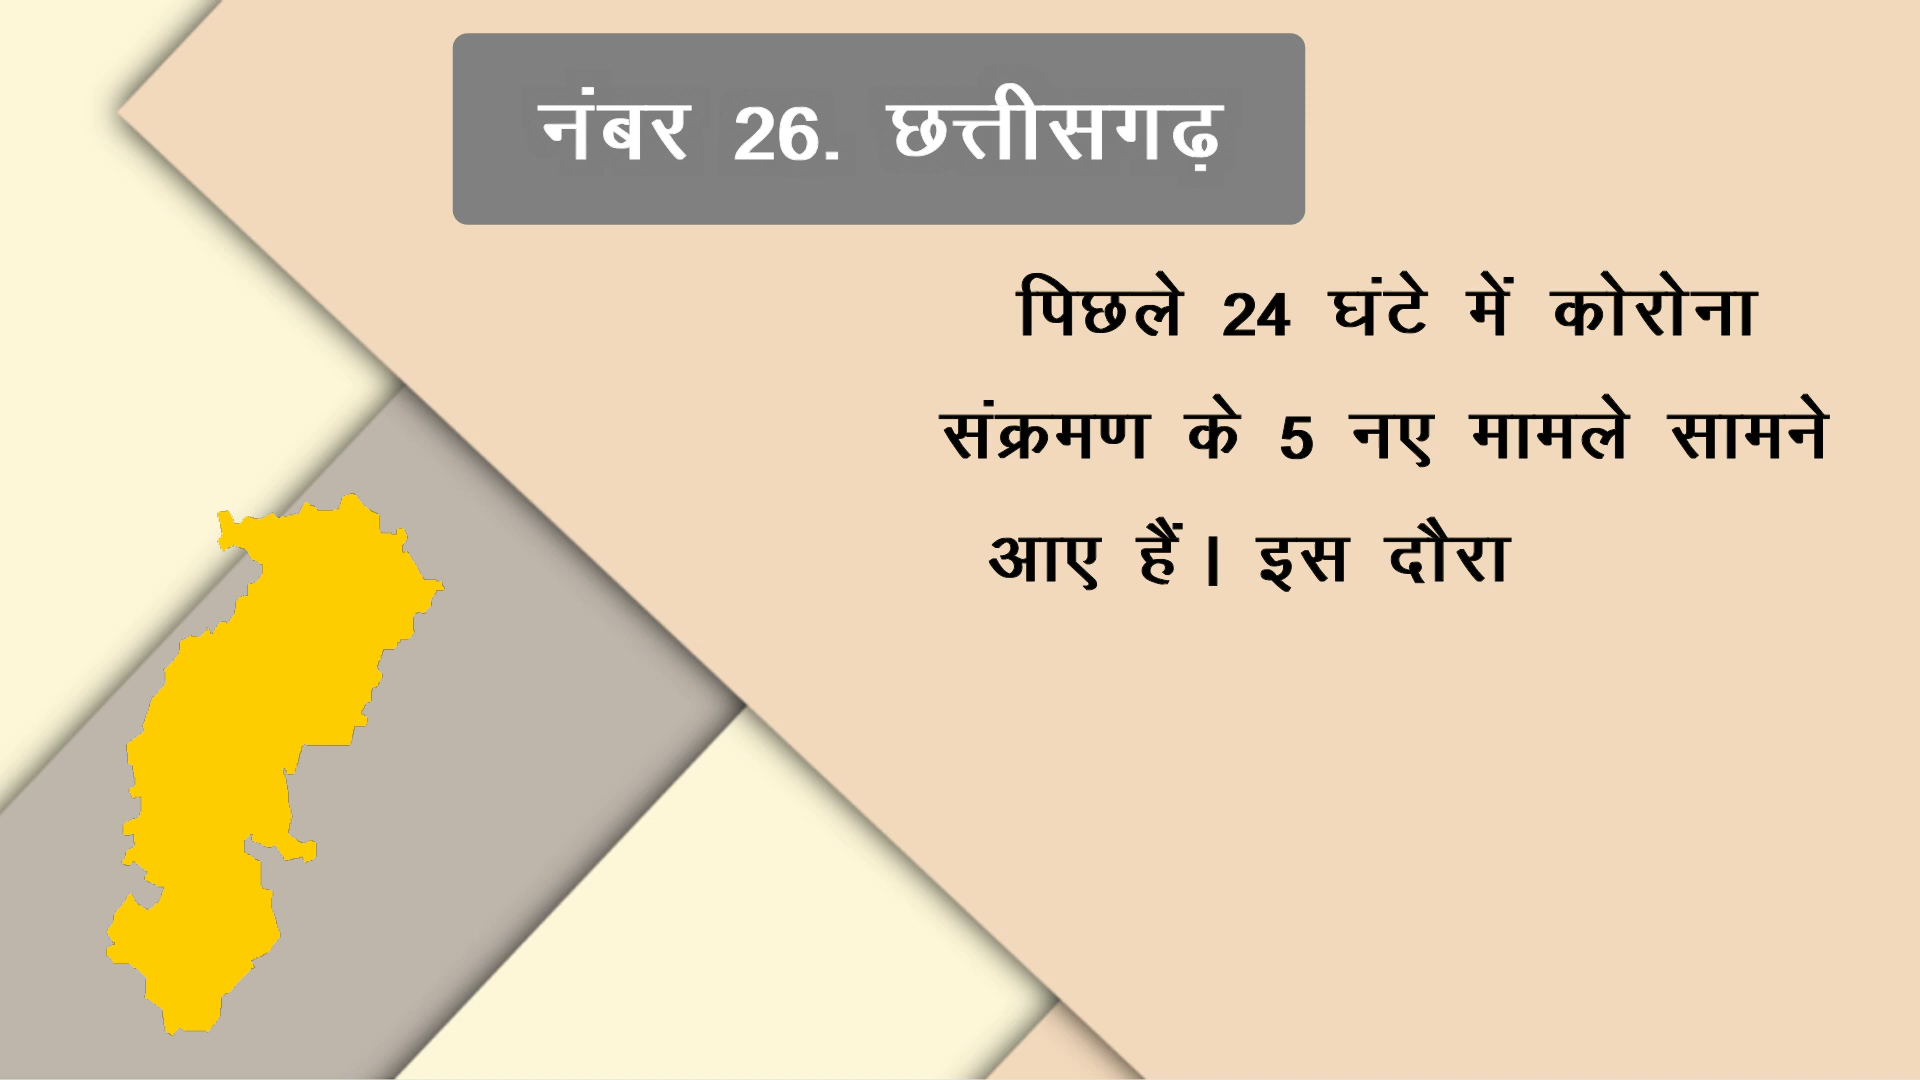 नंबर 26. छत्तीसगढ़
पिछले 24 घंटे में कोरोना
संक्रमण के 5 नए मामले सामने
आए हैं। इस दौरा